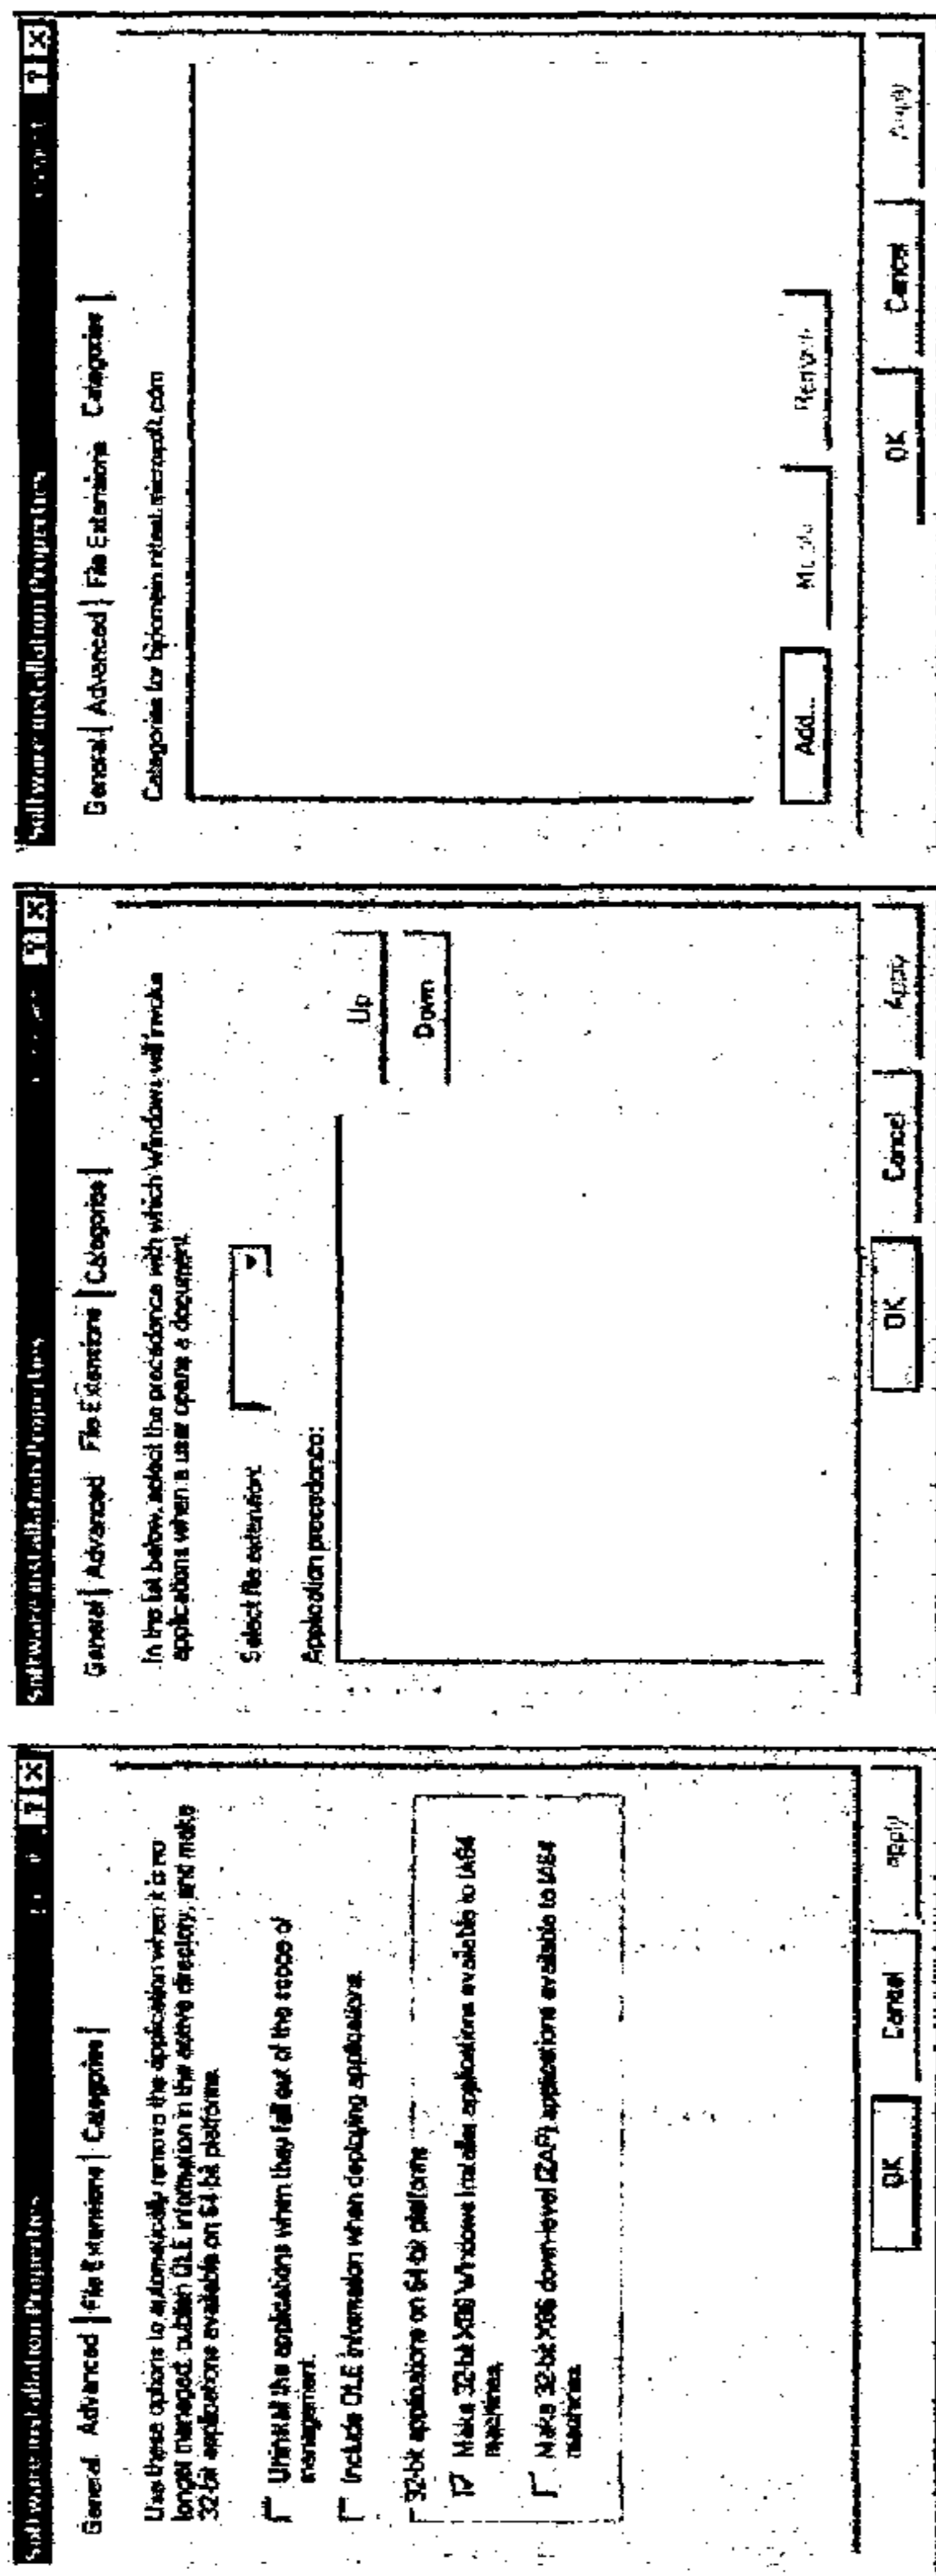 Software Installation Properties ? X
General Advanced File Extensions Categories
Use these options to automatically remove the application when it is no
longer managed, publish OLE information in the active directory, and make
32-bit applications available on 64-bit platforms.
Uninstall the applications when they fall out of the scope of
management.
Include OLE information when deploying applications.
32-bit applications on 64-bit platforms
Make 32-bit X86 Windows Installer applications available to IA64
machines.
Make 32-bit X86 down-level (ZAP) applications available to IA64
machines.
OK Cancel Apply
Software Installation Properties ? X
General Advanced File Extensions Categories
In the list below, select the precedence with which Windows will invoke
applications when a user opens a document.
Select file extension:
Application precedence:
Up
Down
OK Cancel Apply
Software Installation Properties ? X
General Advanced File Extensions Categories
Categories for
Add... Modify Remove
OK Cancel Apply